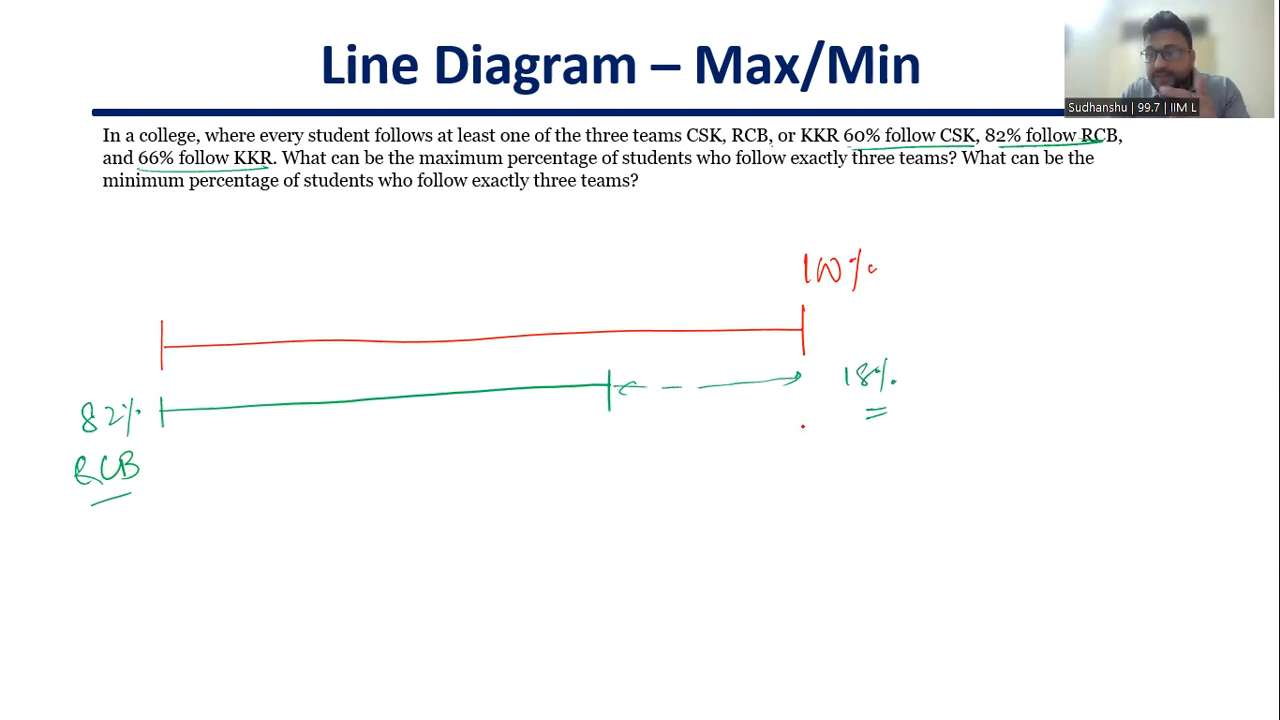 Line Diagram – Max/Min
Sudhanshu | 99.7 | IIM L
In a college, where every student follows at least one of the three teams CSK, RCB, or KKR 60% follow CSK, 82% follow RCB,
and 66% follow KKR. What can be the maximum percentage of students who follow exactly three teams? What can be the
minimum percentage of students who follow exactly three teams?
100%
18%
82%
RCB